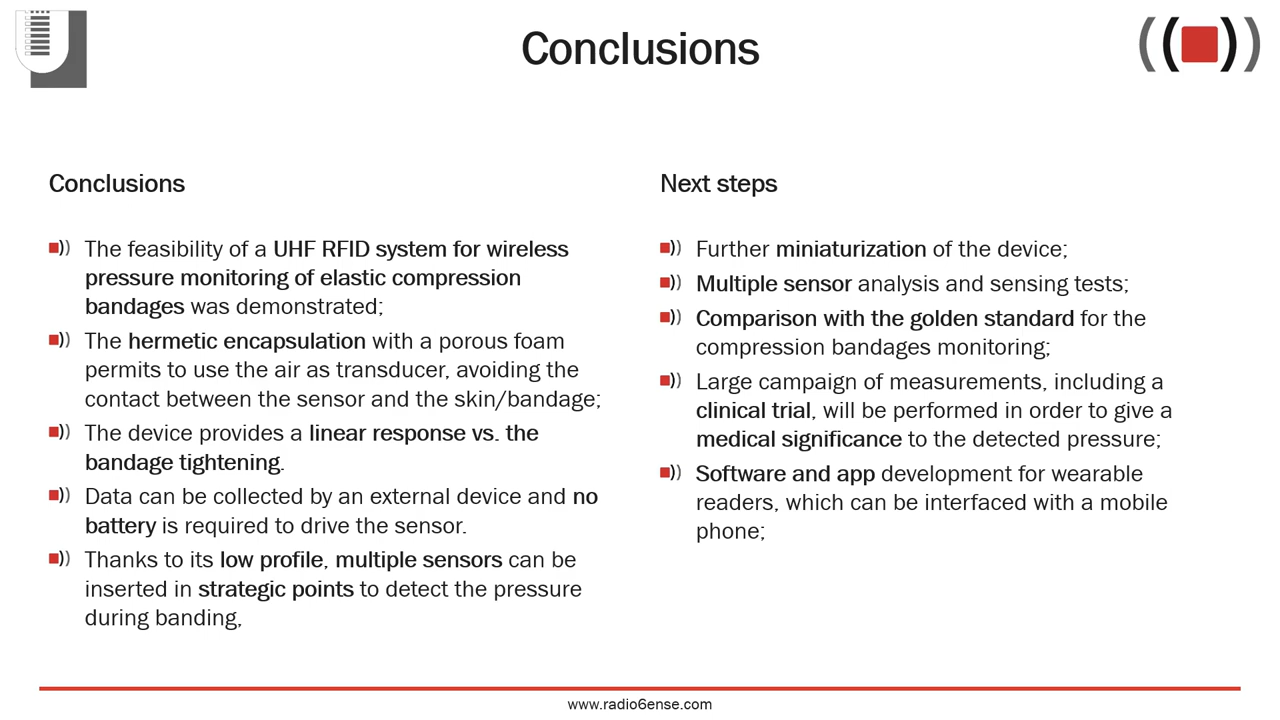 Conclusions
Conclusions
The feasibility of a UHF RFID system for wireless
pressure monitoring of elastic compression
bandages was demonstrated;
The hermetic encapsulation with a porous foam
permits to use the air as transducer, avoiding the
contact between the sensor and the skin/bandage;
The device provides a linear response vs. the
bandage tightening.
Data can be collected by an external device and no
battery is required to drive the sensor.
Thanks to its low profile, multiple sensors can be
inserted in strategic points to detect the pressure
during banding,
Next steps
Further miniaturization of the device;
Multiple sensor analysis and sensing tests;
Comparison with the golden standard for the
compression bandages monitoring;
Large campaign of measurements, including a
clinical trial, will be performed in order to give a
medical significance to the detected pressure;
Software and app development for wearable
readers, which can be interfaced with a mobile
phone;
www.radio6ense.com